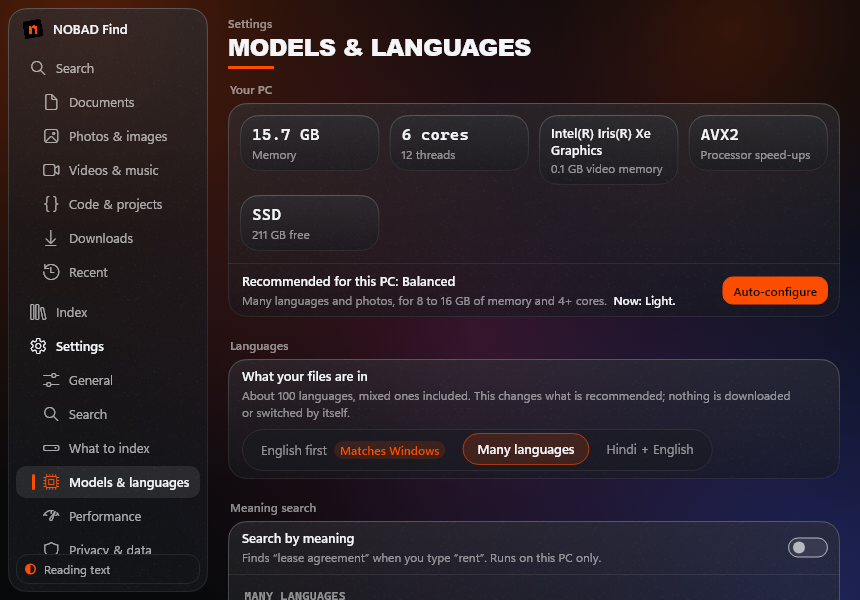 NOBAD Find
Search
Documents
Photos & images
Videos & music
Code & projects
Downloads
Recent
Index
Settings
General
Search
What to index
Models & languages
Performance
Privacy & data
Reading text
Settings
MODELS & LANGUAGES
Your PC
15.7 GB
Memory
6 cores
12 threads
Intel(R) Iris(R) Xe
Graphics
0.1 GB video memory
AVX2
Processor speed-ups
SSD
211 GB free
Recommended for this PC: Balanced
Many languages and photos, for 8 to 16 GB of memory and 4+ cores. Now: Light.
Auto-configure
Languages
What your files are in
About 100 languages, mixed ones included. This changes what is recommended; nothing is downloaded
or switched by itself.
English first Matches Windows Many languages Hindi + English
Meaning search
Search by meaning
Finds “lease agreement” when you type “rent”. Runs on this PC only.
MANY LANGUAGES